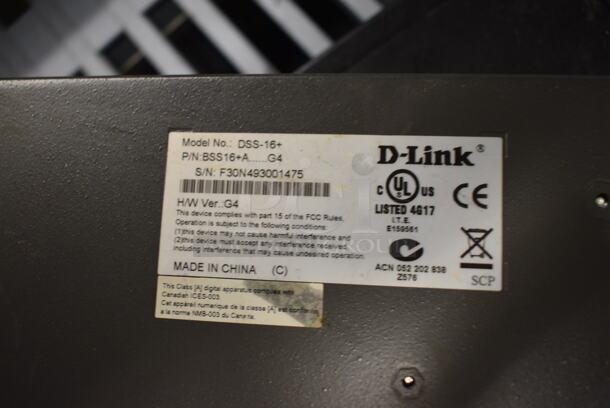 Model No.: DSS-16+
P/N:BSS16+A......G4
S/N: F30N493001475
H/W Ver.:G4
This device complies with part 15 of the FCC Rules.
Operation is subject to the following conditions:
(1)this device may not cause harmful interference and
(2)this device must accept any interference received,
including interference that may cause undesired operation.
MADE IN CHINA (C)
D-Link®
C UL US
®
LISTED 4G17
I.T.E.
E159561
CE
ACN 052 202 838
Z576
SCP
This Class [A] digital apparatus complies with
Canadian ICES-003.
Cet appareil numerique de la classe [A] est conforme
a la norme NMB-003 du Canada.
GROUP